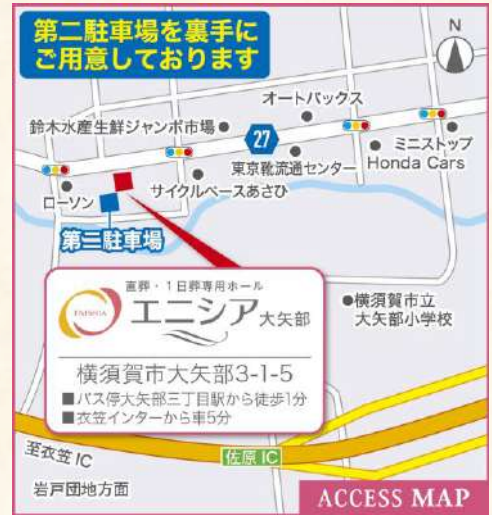 第二駐車場を裏手に
ご用意しております
N
オートバックス
鈴木水産生鮮ジャンボ市場
27
東京靴流通センター
ミニストップ
Honda Cars
ローソン
サイクルベースあさひ
第二駐車場
直葬・1日葬専用ホール
ENISHIA
エニシア 大矢部
横須賀市大矢部3-1-5
■バス停大矢部三丁目駅から徒歩1分
■衣笠インターから車5分
●横須賀市立
大矢部小学校
至衣笠IC
佐原IC
岩戸団地方面
ACCESS MAP